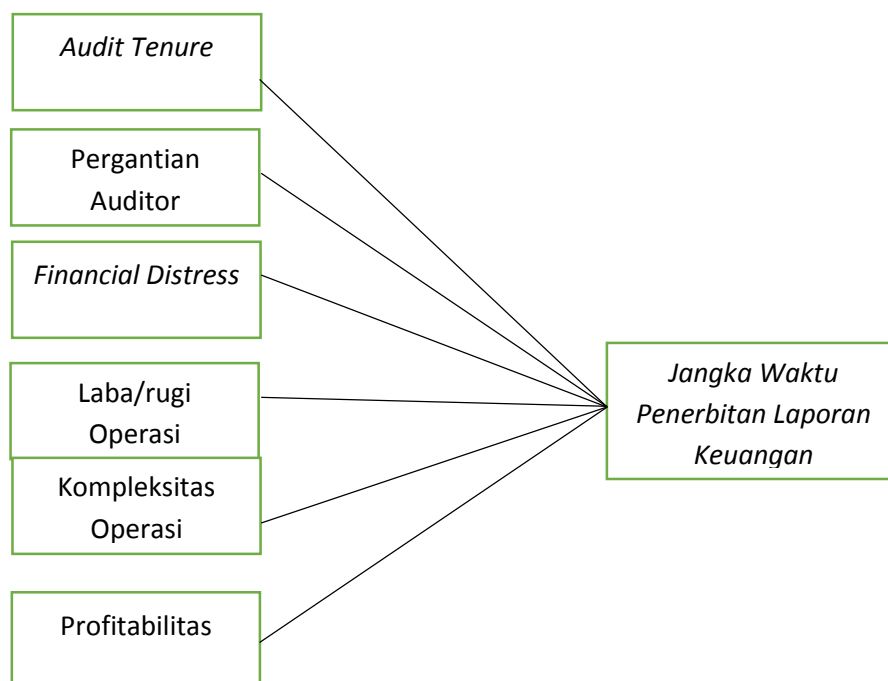 Audit Tenure
Pergantian
Auditor
Financial Distress
Laba/rugi
Operasi
Kompleksitas
Operasi
Profitabilitas
Jangka Waktu
Penerbitan Laporan
Keuangan